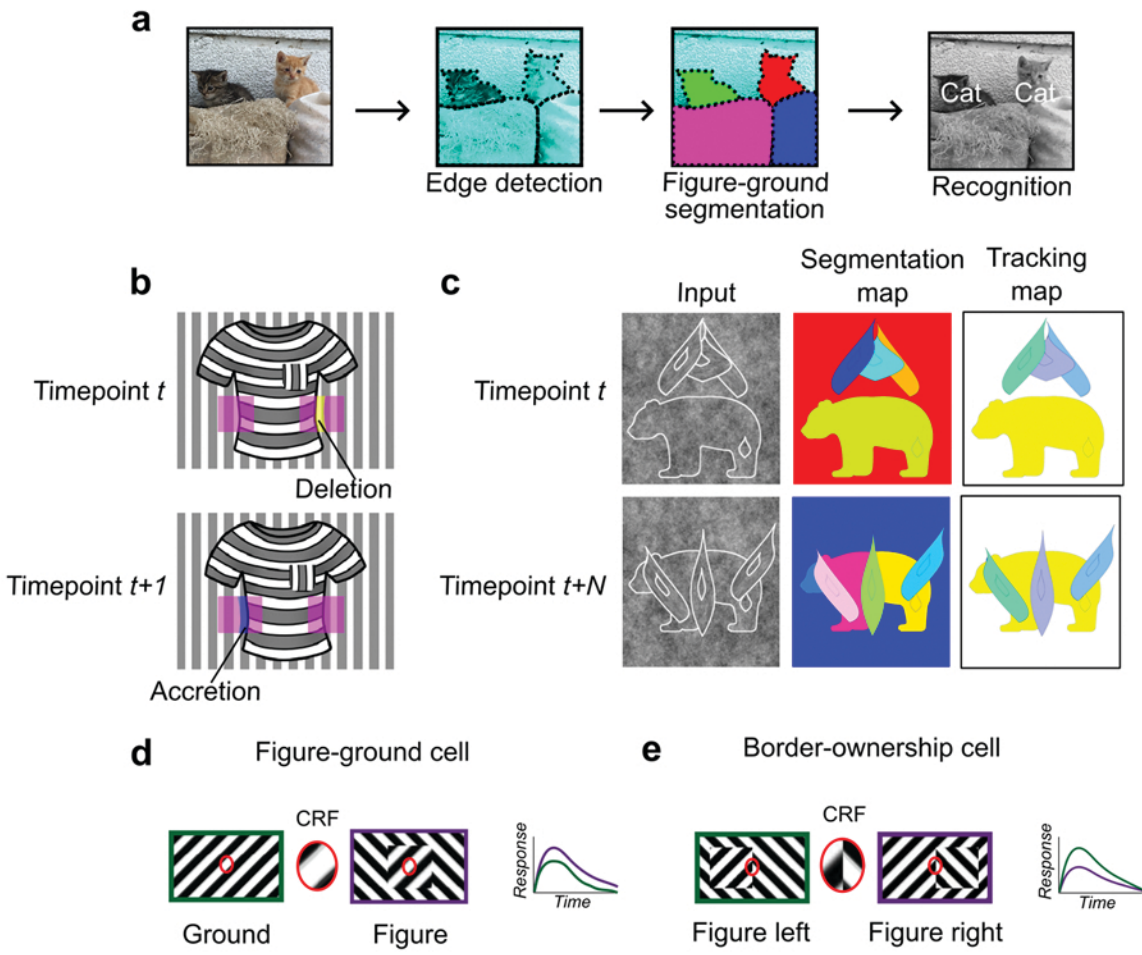 a
Cat Cat
Edge detection
Figure-ground
segmentation
Recognition
b
Timepoint t
Deletion
Timepoint t+1
Accretion
c
Input
Segmentation
map
Tracking
map
Timepoint t
Timepoint t+N
d
Figure-ground cell
CRF
Ground
Figure
Response
Time
e
Border-ownership cell
CRF
Figure left
Figure right
Response
Time